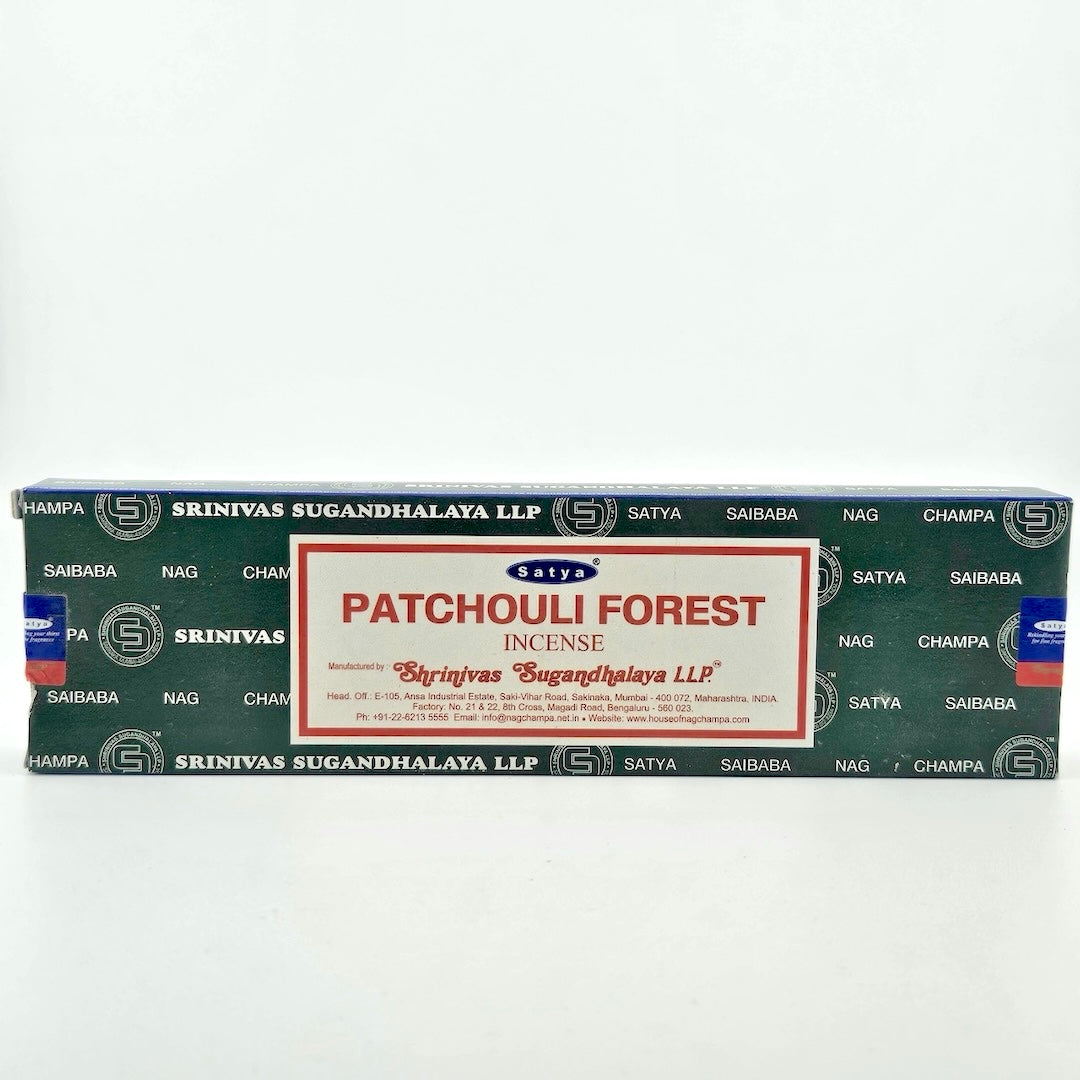 HAMPA SRINIVAS SUGANDHALAYA LLP SATYA SAIBABA NAG CHAMPA
SAIBABA NAG CHAM SATYA SAIBABA
PA SRINIVAS NAG CHAMPA
SAIBABA NAG CHAM SATYA SAIBABA
HAMPA SRINIVAS SUGANDHALAYA LLP SATYA SAIBABA NAG CHAMPA
Satya®
PATCHOULI FOREST
INCENSE
Manufactured by : Shrinivas Sugandhalaya L.L.P.™
Head. Off.: E-105, Ansa Industrial Estate, Saki-Vihar Road, Sakinaka, Mumbai - 400 072, Maharashtra, INDIA.
Factory: No. 21 & 22, 8th Cross, Magadi Road, Bengaluru - 560 023.
Ph: +91-22-6213 5555 Email: info@nagchampa.net.in • Website: www.houseofnagchampa.com
Satya